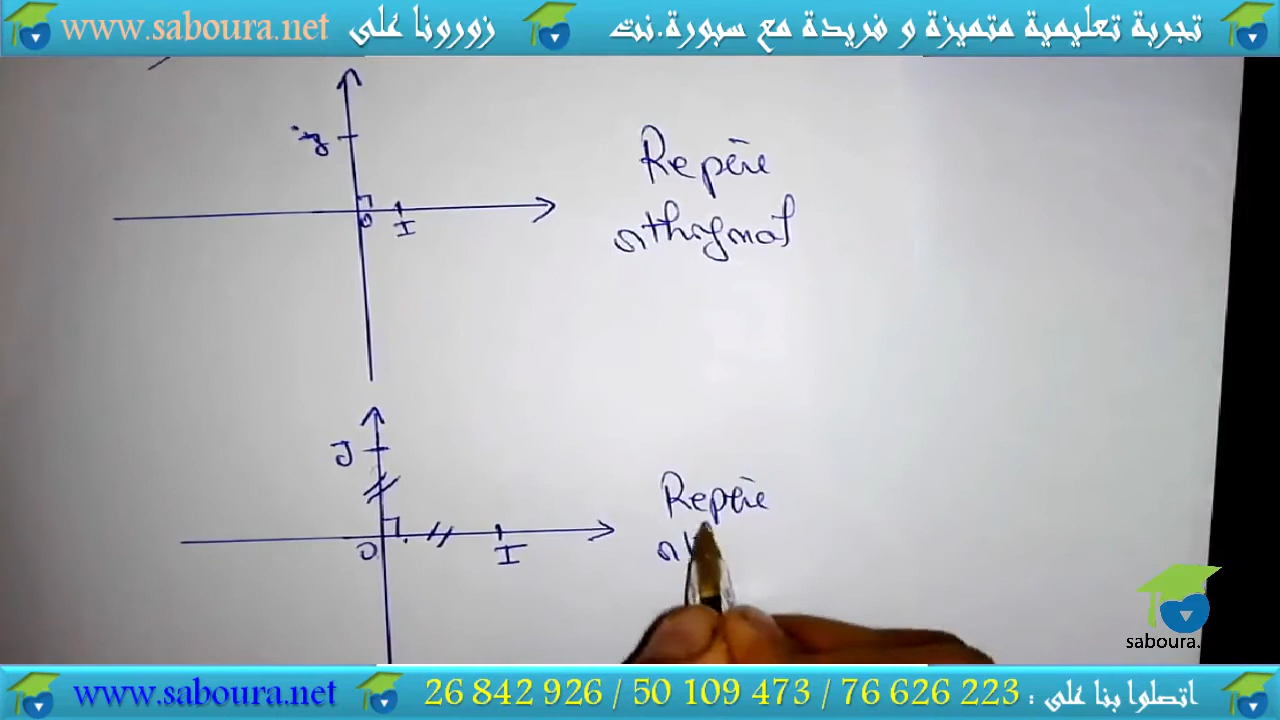 www.saboura.net زورونا على تجربة تعليمية متميزة و فريدة مع سبورة.نت
J
O
I
Repère
orthogonal
J
O
I
Repère
saboura.
www.saboura.net 26 842 926 / 50 109 473 / 76 626 223 : اتصلوا بنا على